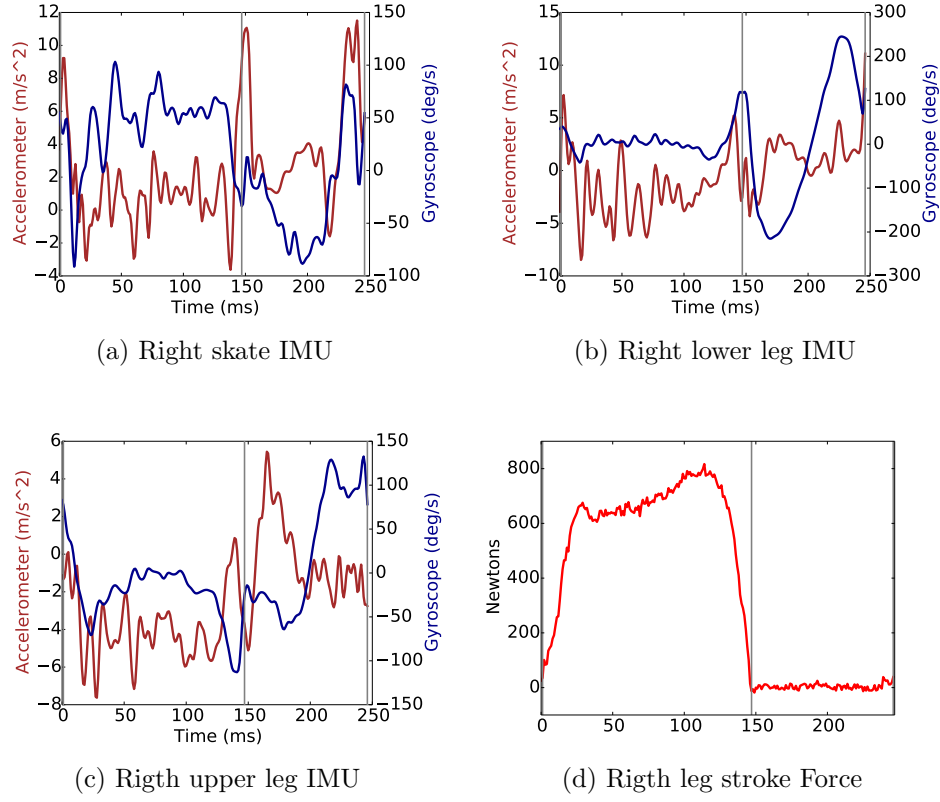 12
10
8
6
4
2
0
−2
−4
Accelerometer (m/s^2)
150
100
50
0
−50
−100
Gyroscope (deg/s)
0 50 100 150 200 250
Time (ms)
(a) Right skate IMU
15
10
5
0
−5
−10
Accelerometer (m/s^2)
300
200
100
0
−100
−200
−300
Gyroscope (deg/s)
0 50 100 150 200 250
Time (ms)
(b) Right lower leg IMU
6
4
2
0
−2
−4
−6
−8
Accelerometer (m/s^2)
150
100
50
0
−50
−100
−150
Gyroscope (deg/s)
0 50 100 150 200 250
Time (ms)
(c) Rigth upper leg IMU
800
600
400
200
0
Newtons
0 50 100 150 200
(d) Rigth leg stroke Force